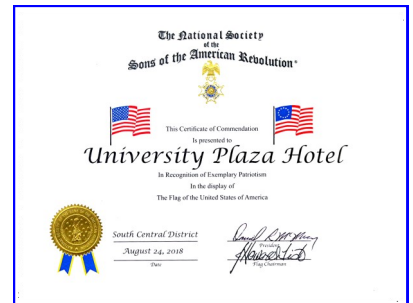 The National Society
of the
Sons of the American Revolution
This Certificate of Commendation
Is presented to
University Plaza Hotel
In Recognition of Exemplary Patriotism
In the display of
The Flag of the United States of America
South Central District
August 24, 2018
Date
President
Flag Chairman